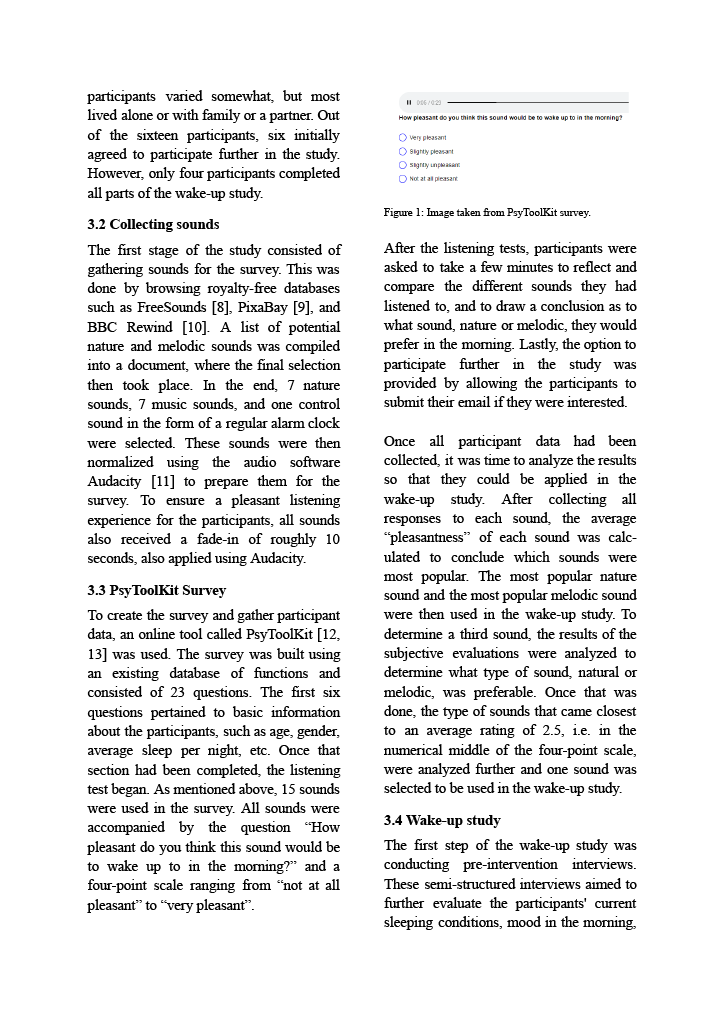 participants varied somewhat, but most
lived alone or with family or a partner. Out
of the sixteen participants, six initially
agreed to participate further in the study.
However, only four participants completed
all parts of the wake-up study.
3.2 Collecting sounds
The first stage of the study consisted of
gathering sounds for the survey. This was
done by browsing royalty-free databases
such as FreeSounds [8], PixaBay [9], and
BBC Rewind [10]. A list of potential
nature and melodic sounds was compiled
into a document, where the final selection
then took place. In the end, 7 nature
sounds, 7 music sounds, and one control
sound in the form of a regular alarm clock
were selected. These sounds were then
normalized using the audio software
Audacity [11] to prepare them for the
survey. To ensure a pleasant listening
experience for the participants, all sounds
also received a fade-in of roughly 10
seconds, also applied using Audacity.
3.3 PsyToolKit Survey
To create the survey and gather participant
data, an online tool called PsyToolKit [12,
13] was used. The survey was built using
an existing database of functions and
consisted of 23 questions. The first six
questions pertained to basic information
about the participants, such as age, gender,
average sleep per night, etc. Once that
section had been completed, the listening
test began. As mentioned above, 15 sounds
were used in the survey. All sounds were
accompanied by the question “How
pleasant do you think this sound would be
to wake up to in the morning?” and a
four-point scale ranging from “not at all
pleasant” to “very pleasant”.
How pleasant do you think this sound would be to wake up to in the morning?
Very pleasant
Slightly pleasant
Slightly unpleasant
Not at all pleasant
Figure 1: Image taken from PsyToolKit survey.
After the listening tests, participants were
asked to take a few minutes to reflect and
compare the different sounds they had
listened to, and to draw a conclusion as to
what sound, nature or melodic, they would
prefer in the morning. Lastly, the option to
participate further in the study was
provided by allowing the participants to
submit their email if they were interested.
Once all participant data had been
collected, it was time to analyze the results
so that they could be applied in the
wake-up study. After collecting all
responses to each sound, the average
“pleasantness” of each sound was calc-
ulated to conclude which sounds were
most popular. The most popular nature
sound and the most popular melodic sound
were then used in the wake-up study. To
determine a third sound, the results of the
subjective evaluations were analyzed to
determine what type of sound, natural or
melodic, was preferable. Once that was
done, the type of sounds that came closest
to an average rating of 2.5, i.e. in the
numerical middle of the four-point scale,
were analyzed further and one sound was
selected to be used in the wake-up study.
3.4 Wake-up study
The first step of the wake-up study was
conducting pre-intervention interviews.
These semi-structured interviews aimed to
further evaluate the participants' current
sleeping conditions, mood in the morning,